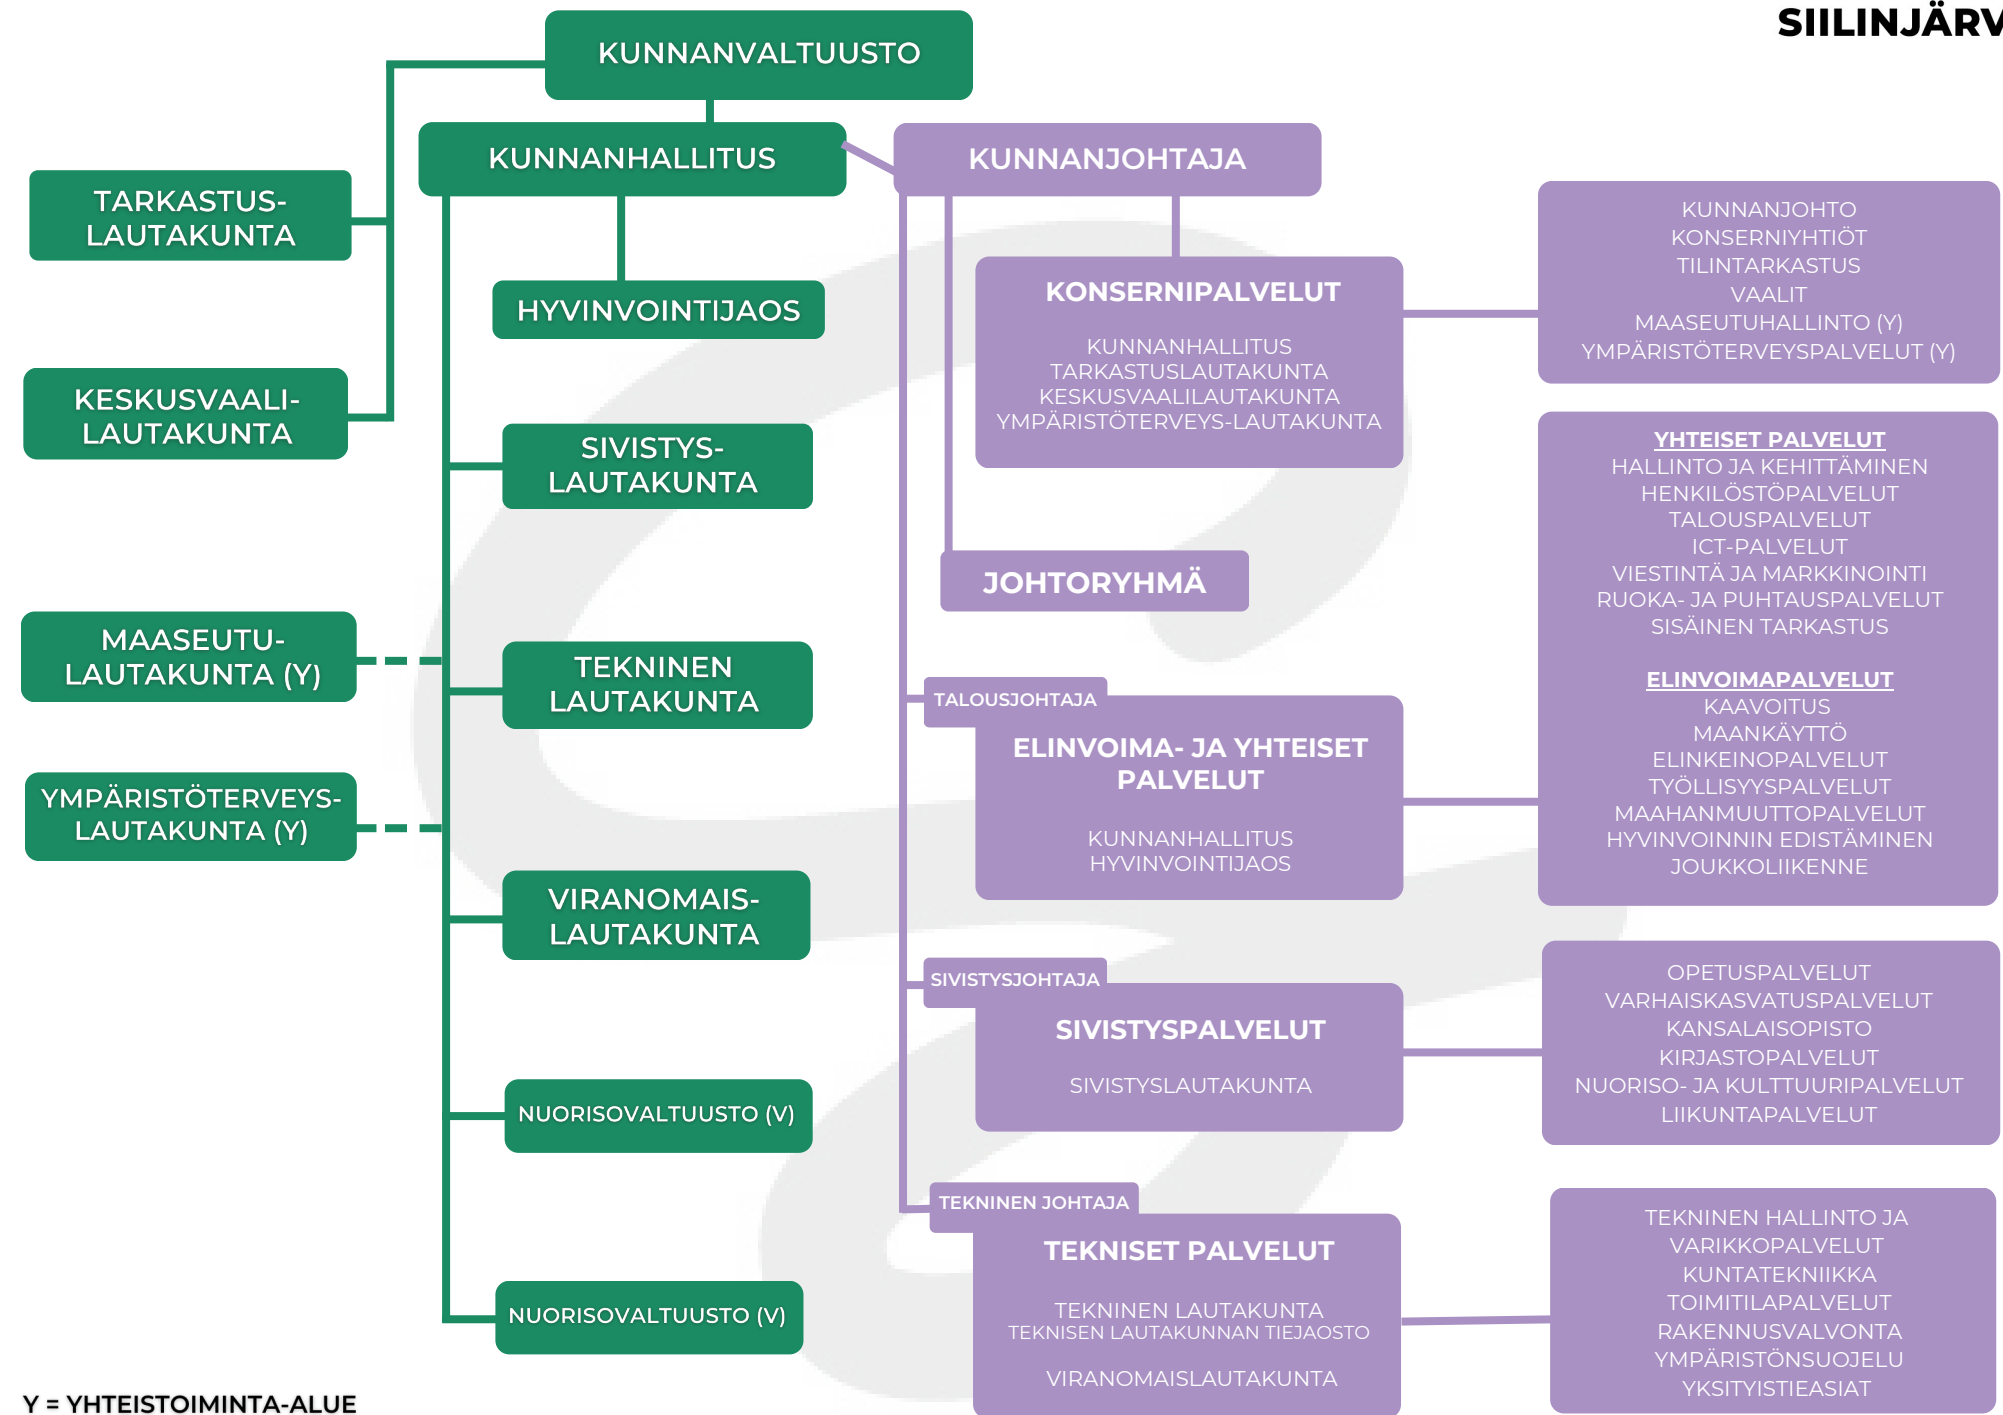 SIILINJÄRV
KUNNANVALTUUSTO
KUNNANHALLITUS
KUNNANJOHTAJA
TARKASTUS-
LAUTAKUNTA
KESKUSVAALI-
LAUTAKUNTA
HYVINVOINTIJAOS
SIVISTYS-
LAUTAKUNTA
MAASEUTU-
LAUTAKUNTA (Y)
TEKNINEN
LAUTAKUNTA
YMPÄRISTÖTERVEYS-
LAUTAKUNTA (Y)
VIRANOMAIS-
LAUTAKUNTA
NUORISOVALTUUSTO (V)
NUORISOVALTUUSTO (V)
KONSERNIPALVELUT
KUNNANHALLITUS
TARKASTUSLAUTAKUNTA
KESKUSVAALILAUTAKUNTA
YMPÄRISTÖTERVEYS-LAUTAKUNTA
KUNNANJOHTO
KONSERNIYHTIÖT
TILINTARKASTUS
VAALIT
MAASEUTUHALLINTO (Y)
YMPÄRISTÖTERVEYSPALVELUT (Y)
JOHTORYHMÄ
TALOUSJOHTAJA
ELINVOIMA- JA YHTEISET
PALVELUT
KUNNANHALLITUS
HYVINVOINTIJAOS
YHTEISET PALVELUT
HALLINTO JA KEHITTÄMINEN
HENKILÖSTÖPALVELUT
TALOUSPALVELUT
ICT-PALVELUT
VIESTINTÄ JA MARKKINOINTI
RUOKA- JA PUHTAUSPALVELUT
SISÄINEN TARKASTUS
ELINVOIMAPALVELUT
KAAVOITUS
MAANKÄYTTÖ
ELINKEINOPALVELUT
TYÖLLISYYSPALVELUT
MAAHANMUUTTOPALVELUT
HYVINVOINNIN EDISTÄMINEN
JOUKKOLIIKENNE
SIVISTYSJOHTAJA
SIVISTYSPALVELUT
SIVISTYSLAUTAKUNTA
OPETUSPALVELUT
VARHAISKASVATUSPALVELUT
KANSALAISOPISTO
KIRJASTOPALVELUT
NUORISO- JA KULTTUURIPALVELUT
LIIKUNTAPALVELUT
TEKNINEN JOHTAJA
TEKNISET PALVELUT
TEKNINEN LAUTAKUNTA
TEKNISEN LAUTAKUNNAN TIEJAOSTO
VIRANOMAISLAUTAKUNTA
TEKNINEN HALLINTO JA
VARIKKOPALVELUT
KUNTATEKNIIKKA
TOIMITILAPALVELUT
RAKENNUSVALVONTA
YMPÄRISTÖNSUOJELU
YKSITYISTIEASIAT
Y = YHTEISTOIMINTA-ALUE